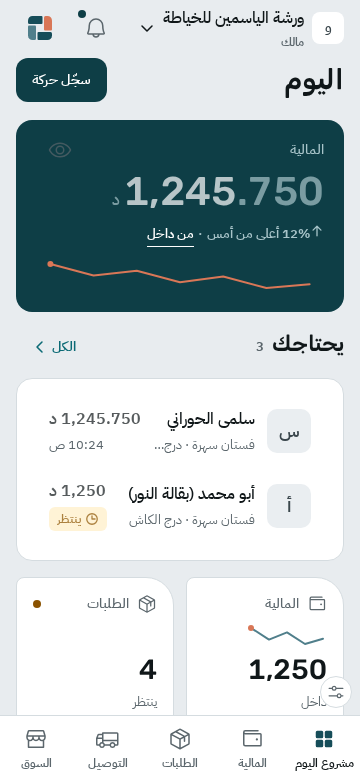 و
ورشة الياسمين للخياطة
مالك
اليوم
سجّل حركة
المالية
1,245.750 د
12% أعلى من أمس · من داخل
يحتاجك 3
الكل
س
سلمى الحوراني
1,245.750 د
فستان سهرة · درج...
10:24 ص
أ
أبو محمد (بقالة النور)
1,250 د
فستان سهرة · درج الكاش
ينتظر
المالية
1,250
داخل
الطلبات
4
ينتظر
مشروع اليوم
المالية
الطلبات
التوصيل
السوق